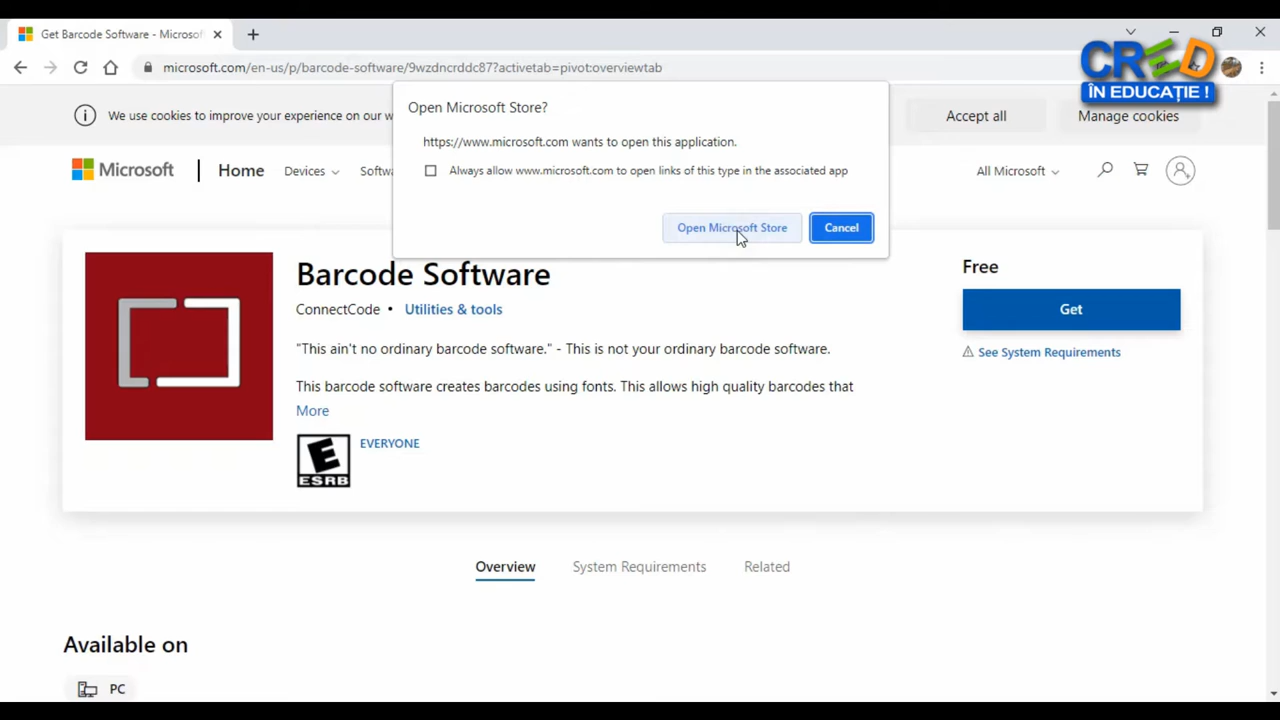 Get Barcode Software - Microsof
microsoft.com/en-us/p/barcode-software/9wzdncrddc87?activetab=pivot:overviewtab
CRED
ÎN EDUCAȚIE !
We use cookies to improve your experience on our w
Accept all
Manage cookies
Open Microsoft Store?
https://www.microsoft.com wants to open this application.
Always allow www.microsoft.com to open links of this type in the associated app
Open Microsoft Store
Cancel
Microsoft
Home
Devices
Softwa
All Microsoft
Barcode Software
ConnectCode • Utilities & tools
"This ain't no ordinary barcode software." - This is not your ordinary barcode software.
This barcode software creates barcodes using fonts. This allows high quality barcodes that
More
E
ESRB
EVERYONE
Free
Get
See System Requirements
Overview
System Requirements
Related
Available on
PC